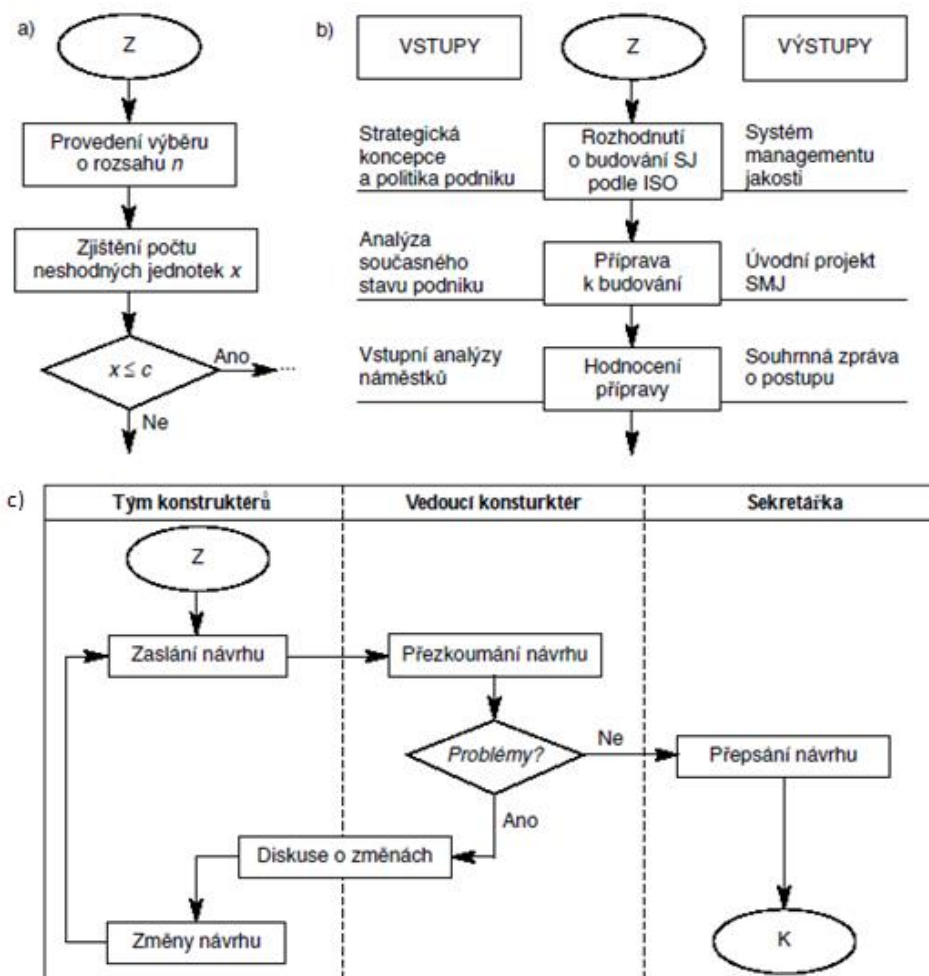 a)
Z
Provedení výběru
o rozsahu n
Zjištění počtu
neshodných jednotek x
x ≤ c
Ano
...
Ne
b)
VSTUPY
Z
VÝSTUPY
Strategická
koncepce
a politika podniku
Rozhodnutí
o budování SJ
podle ISO
Systém
managementu
jakosti
Analýza
současného
stavu podniku
Příprava
k budování
Úvodní projekt
SMJ
Vstupní analýzy
náměstků
Hodnocení
přípravy
Souhrnná zpráva
o postupu
c)
Tým konstruktérů
Vedoucí konsturktér
Sekretářka
Z
Zaslání návrhu
Přezkoumání návrhu
Problémy?
Ne
Přepsání návrhu
Ano
Diskuse o změnách
Změny návrhu
K